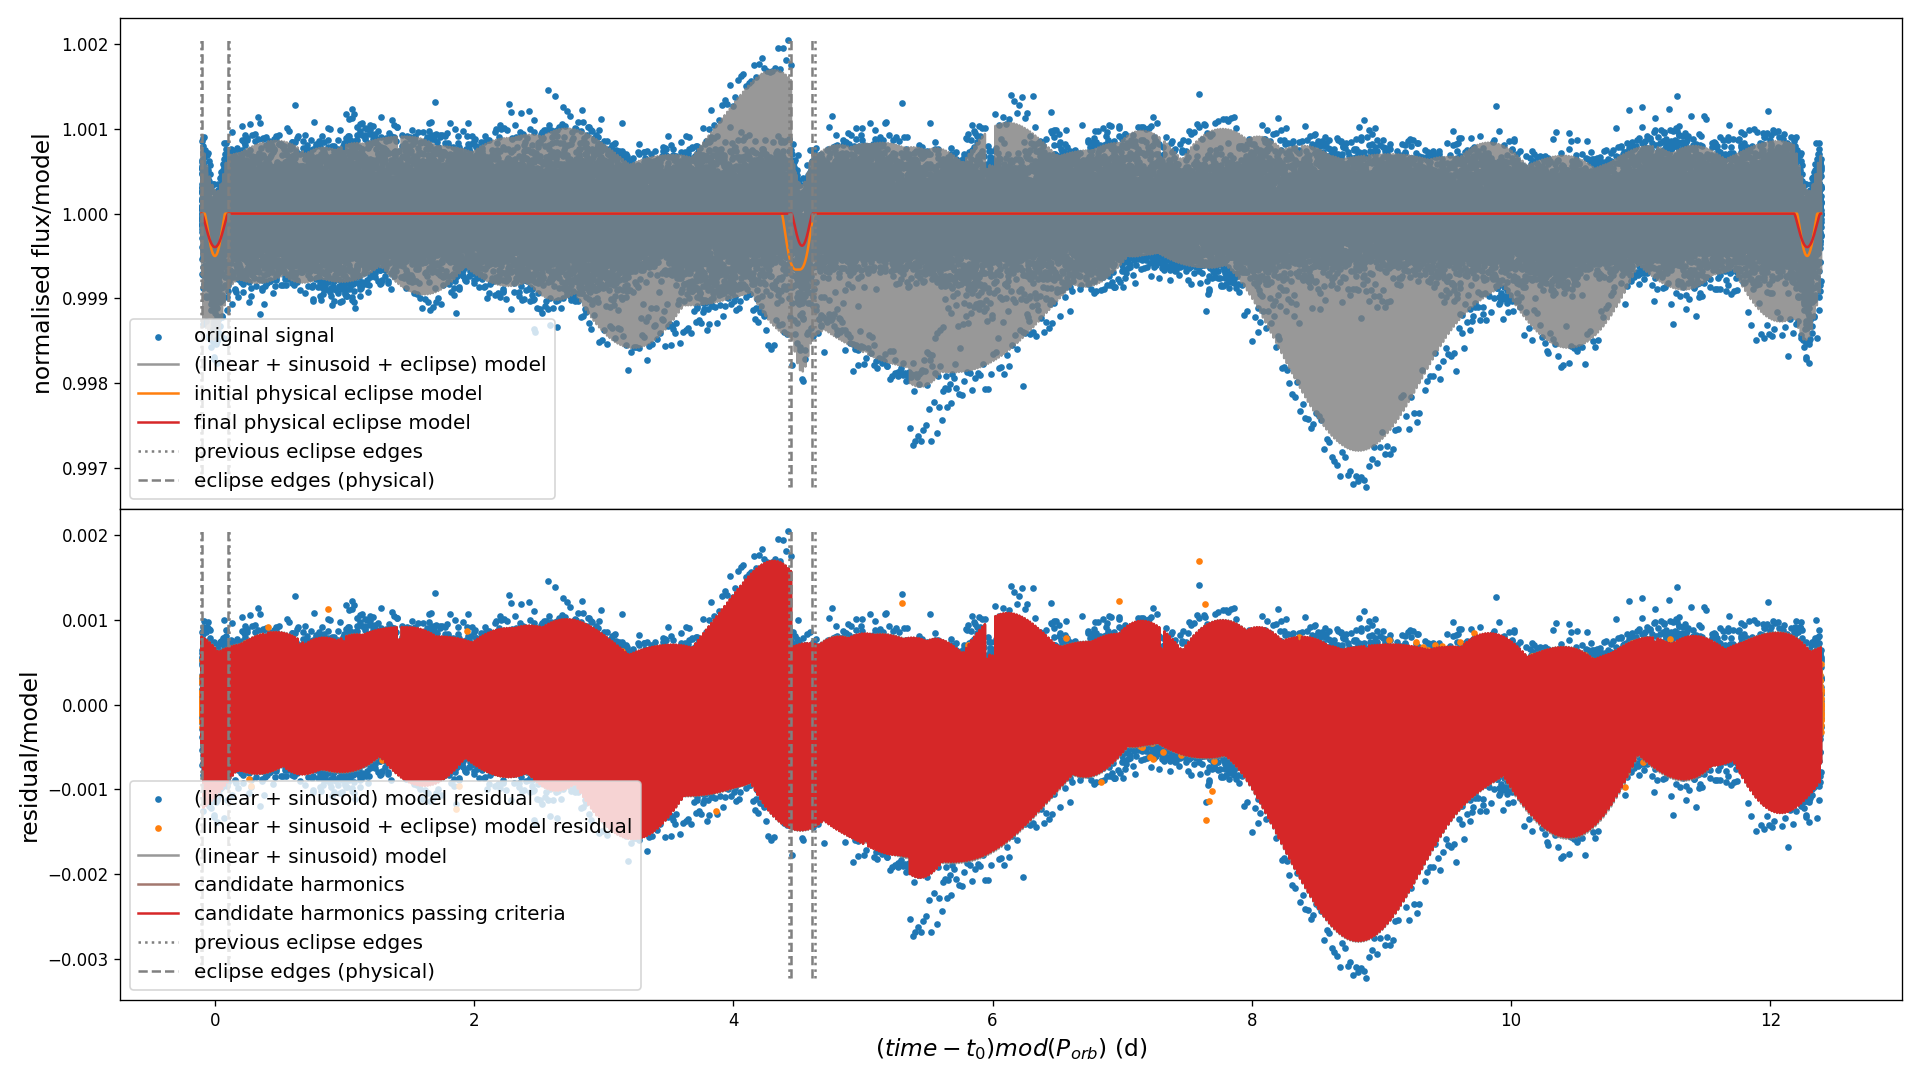 normalised flux/model
1.002
1.001
1.000
0.999
0.998
0.997
original signal
(linear + sinusoid + eclipse) model
initial physical eclipse model
final physical eclipse model
previous eclipse edges
eclipse edges (physical)
residual/model
0.002
0.001
0.000
−0.001
−0.002
−0.003
(linear + sinusoid) model residual
(linear + sinusoid + eclipse) model residual
(linear + sinusoid) model
candidate harmonics
candidate harmonics passing criteria
previous eclipse edges
eclipse edges (physical)
0 2 4 6 8 10 12
(time − t₀)mod(P_orb) (d)